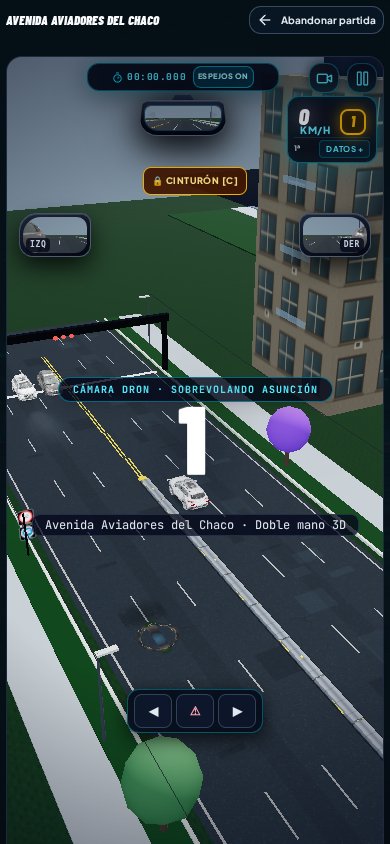 AVENIDA AVIADORES DEL CHACO
Abandonar partida
00:00.000 ESPEJOS ON
0 KM/H
1
1ª DATOS +
CINTURÓN [C]
IZQ
DER
CÁMARA DRON · SOBREVOLANDO ASUNCIÓN
1
Avenida Aviadores del Chaco · Doble mano 3D